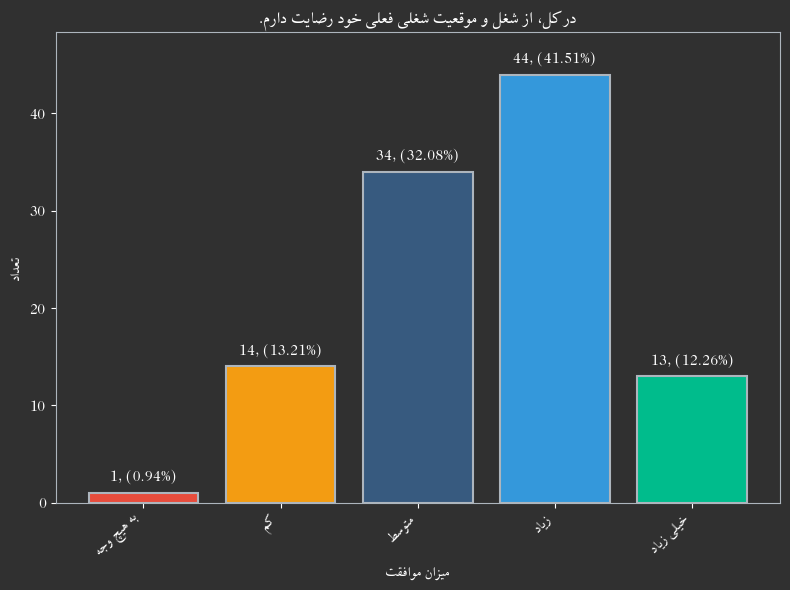 درکل، از شغل و موقعیت شغلی فعلی خود رضایت دارم.
تعداد
40
30
20
10
0
1, (0.94%)
14, (13.21%)
34, (32.08%)
44, (41.51%)
13, (12.26%)
به هیچ وجه
کم
متوسط
زیاد
خیلی زیاد
میزان موافقت